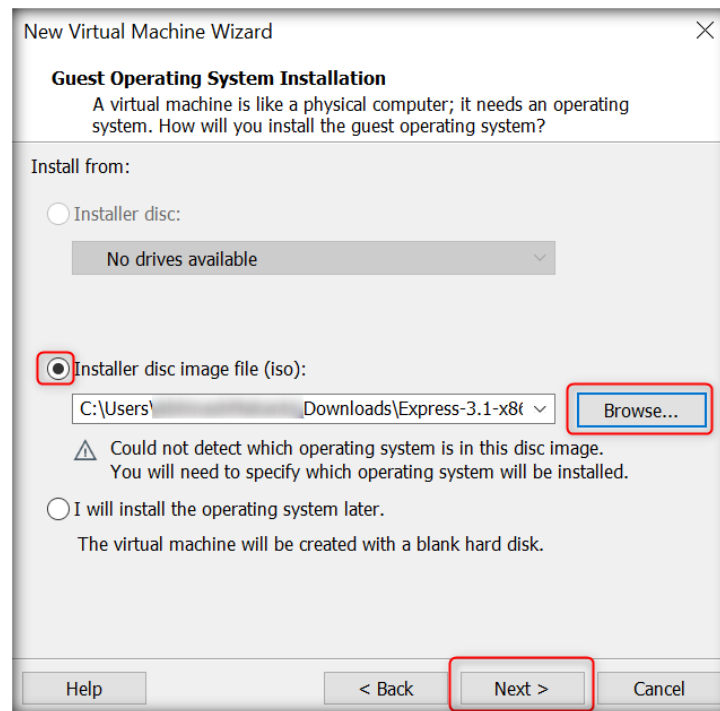 New Virtual Machine Wizard
Guest Operating System Installation
A virtual machine is like a physical computer; it needs an operating
system. How will you install the guest operating system?
Install from:
Installer disc:
No drives available
Installer disc image file (iso):
C:\Users\ Downloads\Express-3.1-x86
Browse...
Could not detect which operating system is in this disc image.
You will need to specify which operating system will be installed.
I will install the operating system later.
The virtual machine will be created with a blank hard disk.
Help
< Back
Next >
Cancel